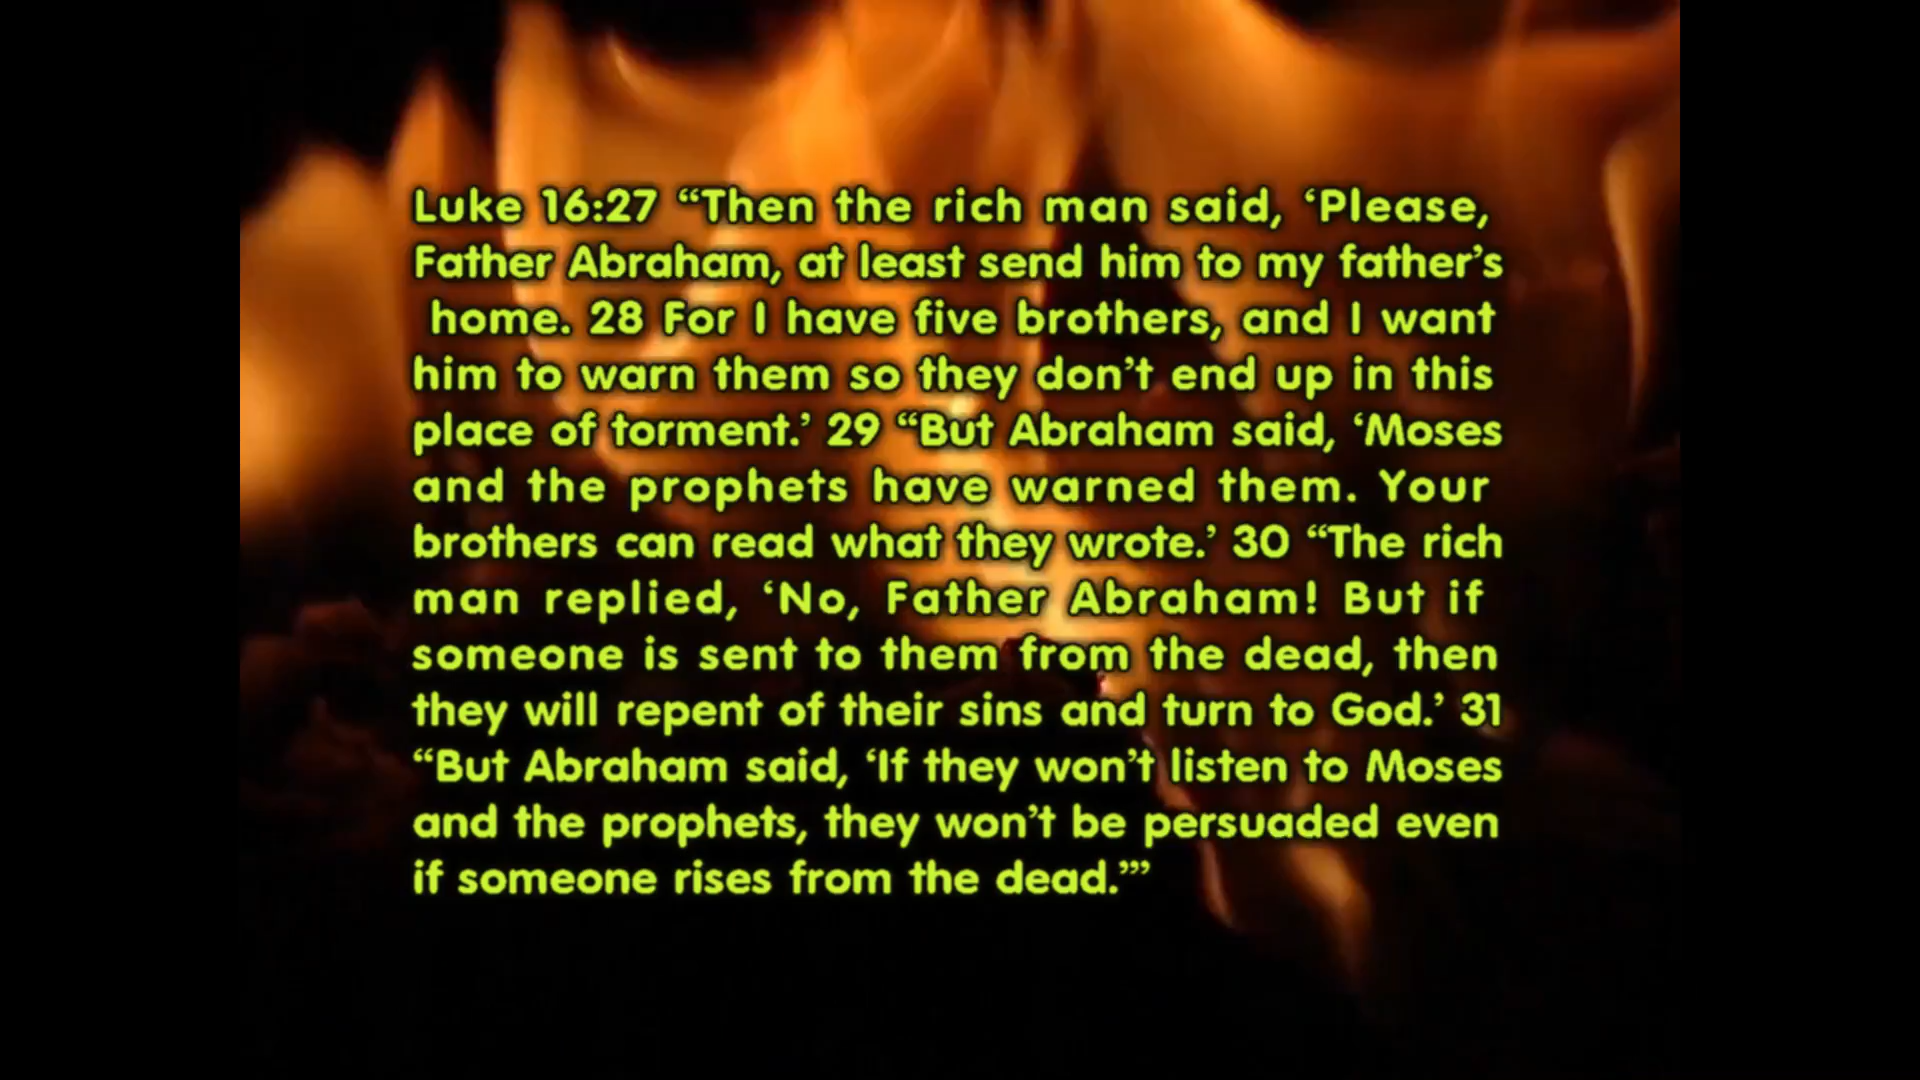 Luke 16:27 “Then the rich man said, ‘Please,
Father Abraham, at least send him to my father’s
home. 28 For I have five brothers, and I want
him to warn them so they don’t end up in this
place of torment.’ 29 “But Abraham said, ‘Moses
and the prophets have warned them. Your
brothers can read what they wrote.’ 30 “The rich
man replied, ‘No, Father Abraham! But if
someone is sent to them from the dead, then
they will repent of their sins and turn to God.’ 31
“But Abraham said, ‘If they won’t listen to Moses
and the prophets, they won’t be persuaded even
if someone rises from the dead.’”